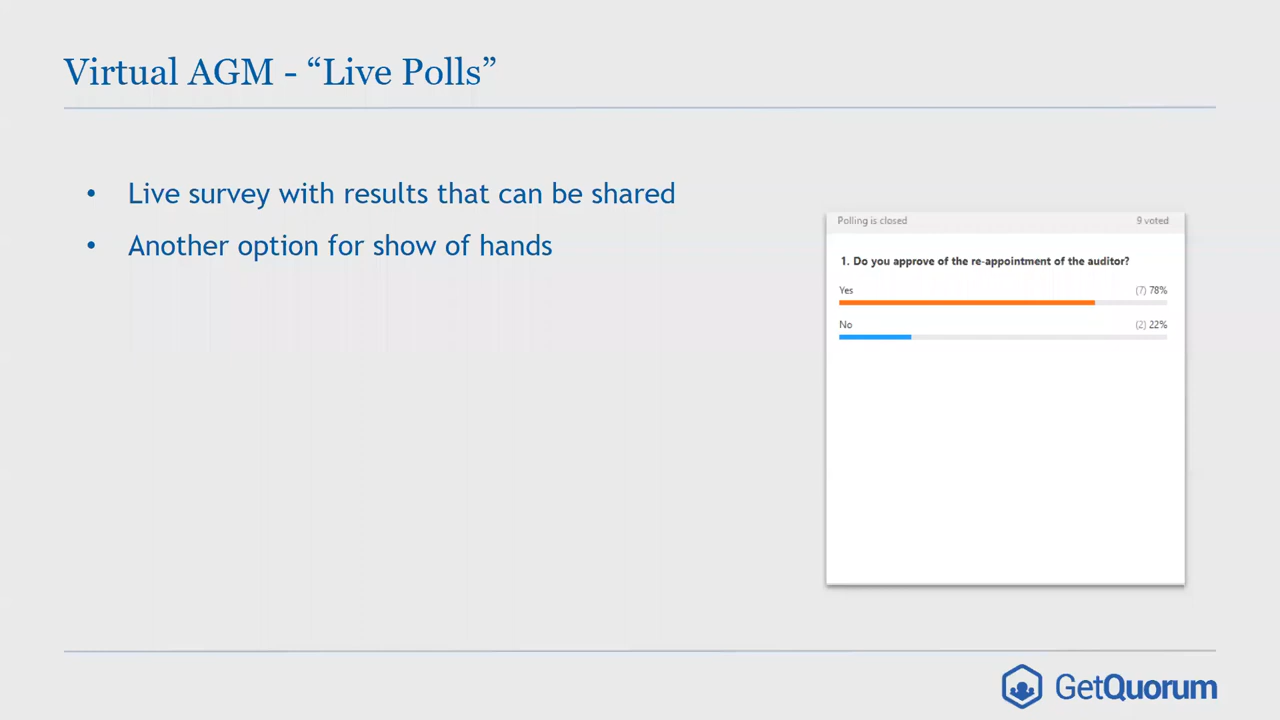 Virtual AGM - “Live Polls”
• Live survey with results that can be shared
• Another option for show of hands
Polling is closed 9 voted
1. Do you approve of the re-appointment of the auditor?
Yes (7) 78%
No (2) 22%
GetQuorum